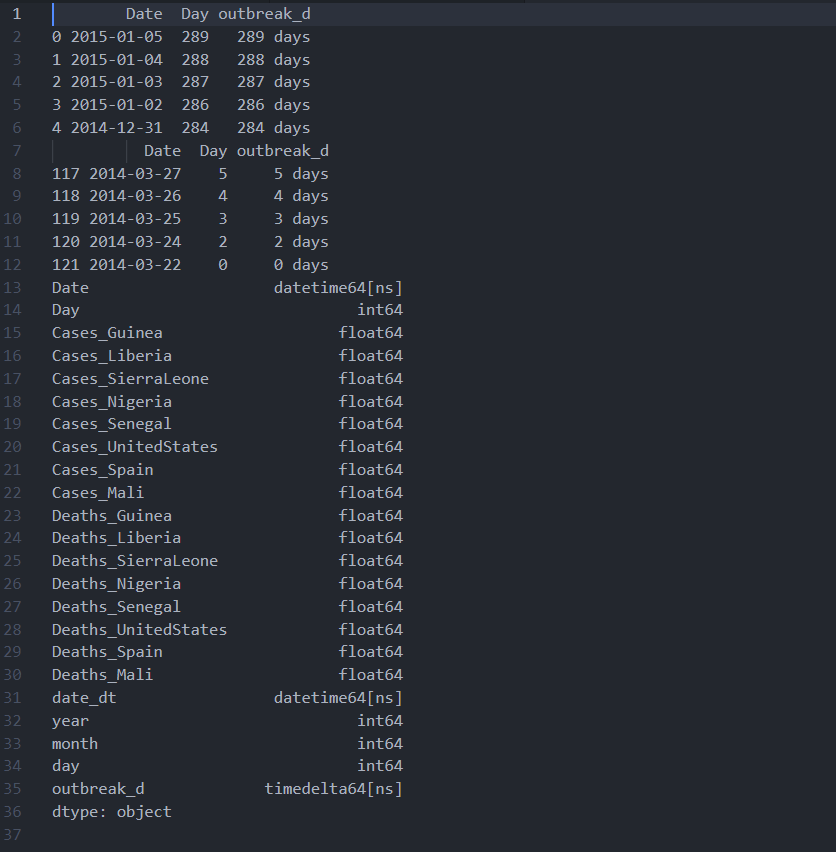 1         Date  Day outbreak_d
2 0 2015-01-05  289   289 days
3 1 2015-01-04  288   288 days
4 2 2015-01-03  287   287 days
5 3 2015-01-02  286   286 days
6 4 2014-12-31  284   284 days
7           Date  Day outbreak_d
8 117 2014-03-27    5     5 days
9 118 2014-03-26    4     4 days
10 119 2014-03-25    3     3 days
11 120 2014-03-24    2     2 days
12 121 2014-03-22    0     0 days
13 Date                    datetime64[ns]
14 Day                              int64
15 Cases_Guinea                   float64
16 Cases_Liberia                  float64
17 Cases_SierraLeone              float64
18 Cases_Nigeria                  float64
19 Cases_Senegal                  float64
20 Cases_UnitedStates             float64
21 Cases_Spain                    float64
22 Cases_Mali                     float64
23 Deaths_Guinea                  float64
24 Deaths_Liberia                 float64
25 Deaths_SierraLeone             float64
26 Deaths_Nigeria                 float64
27 Deaths_Senegal                 float64
28 Deaths_UnitedStates            float64
29 Deaths_Spain                   float64
30 Deaths_Mali                    float64
31 date_dt                 datetime64[ns]
32 year                             int64
33 month                            int64
34 day                              int64
35 outbreak_d             timedelta64[ns]
36 dtype: object
37